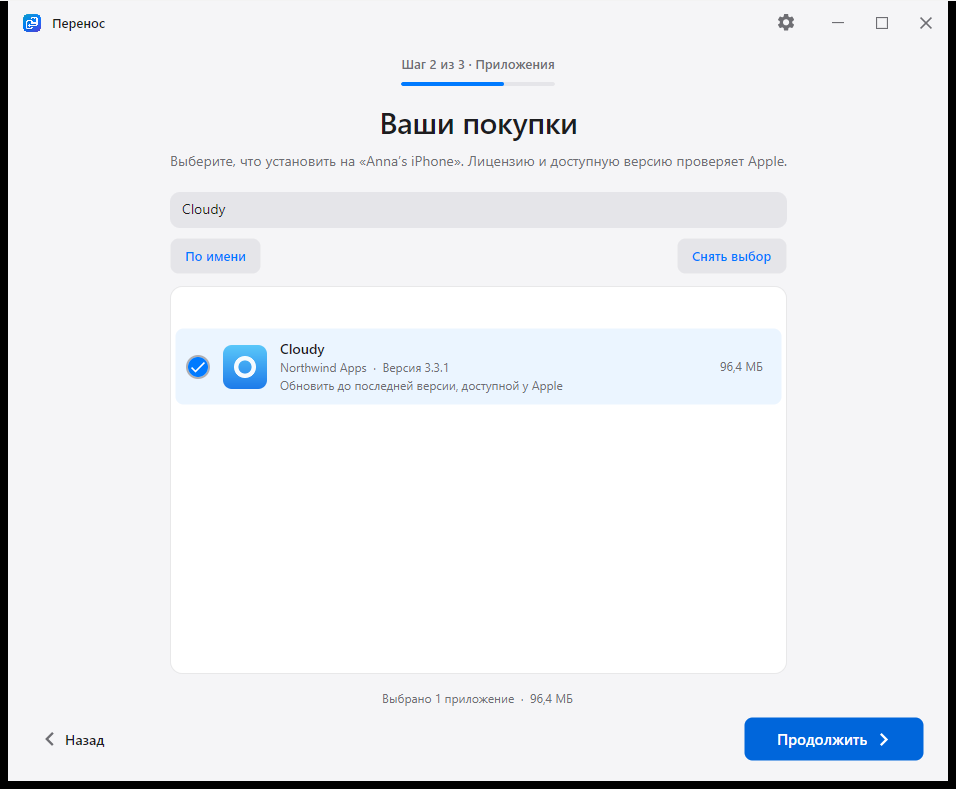 Перенос
Шаг 2 из 3 · Приложения
Ваши покупки
Выберите, что установить на «Anna’s iPhone». Лицензию и доступную версию проверяет Apple.
Cloudy
По имени
Снять выбор
Cloudy
Northwind Apps · Версия 3.3.1
96,4 МБ
Обновить до последней версии, доступной у Apple
Выбрано 1 приложение · 96,4 МБ
Назад
Продолжить